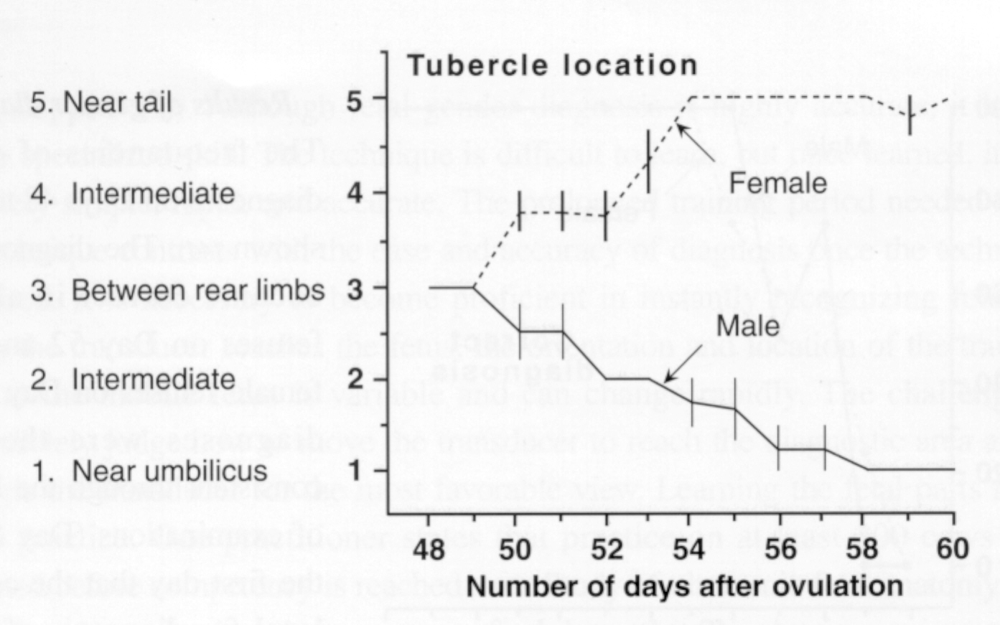 Tubercle location
5. Near tail
4. Intermediate
3. Between rear limbs
2. Intermediate
1. Near umbilicus
5
4
3
2
1
Female
Male
48 50 52 54 56 58 60
Number of days after ovulation